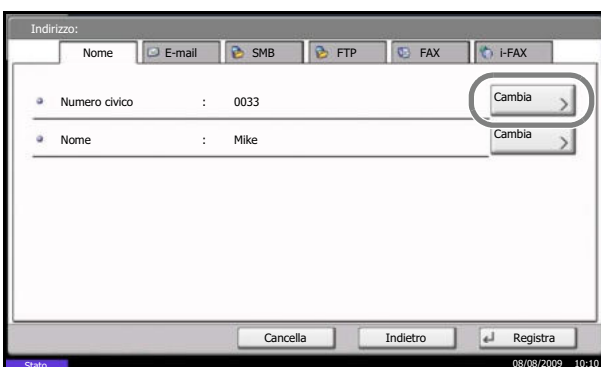 Indirizzo:
Nome E-mail SMB FTP FAX i-FAX
Numero civico : 0033 Cambia
Nome : Mike Cambia
Cancella Indietro Registra
Stato 08/08/2009 10:10